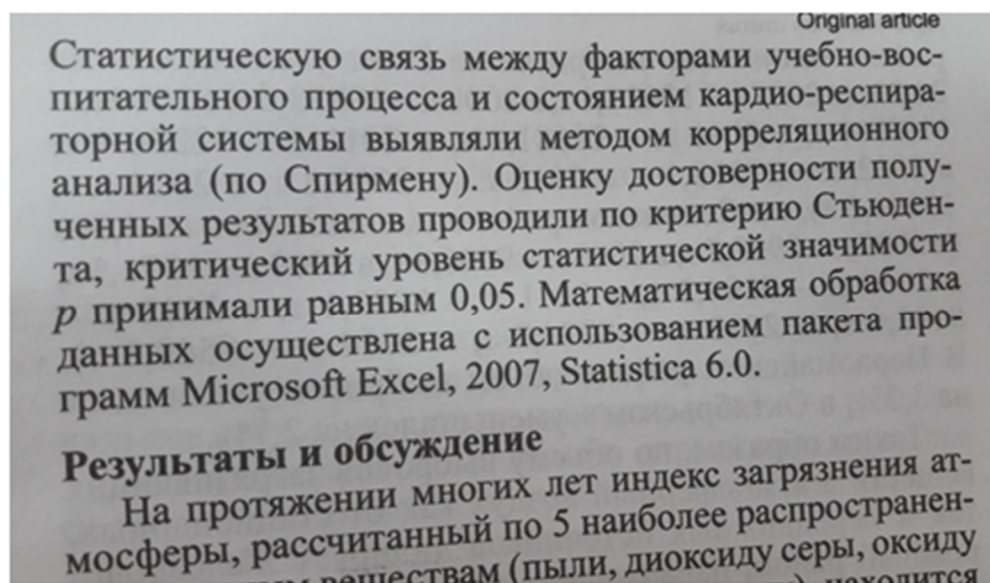 Original article
Статистическую связь между факторами учебно-вос-
питательного процесса и состоянием кардио-респира-
торной системы выявляли методом корреляционного
анализа (по Спирмену). Оценку достоверности полу-
ченных результатов проводили по критерию Стьюден-
та, критический уровень статистической значимости
p принимали равным 0,05. Математическая обработка
данных осуществлена с использованием пакета про-
грамм Microsoft Excel, 2007, Statistica 6.0.
Результаты и обсуждение
На протяжении многих лет индекс загрязнения ат-
мосферы, рассчитанный по 5 наиболее распространен-
веществам (пыли, диоксиду серы, оксиду
находится